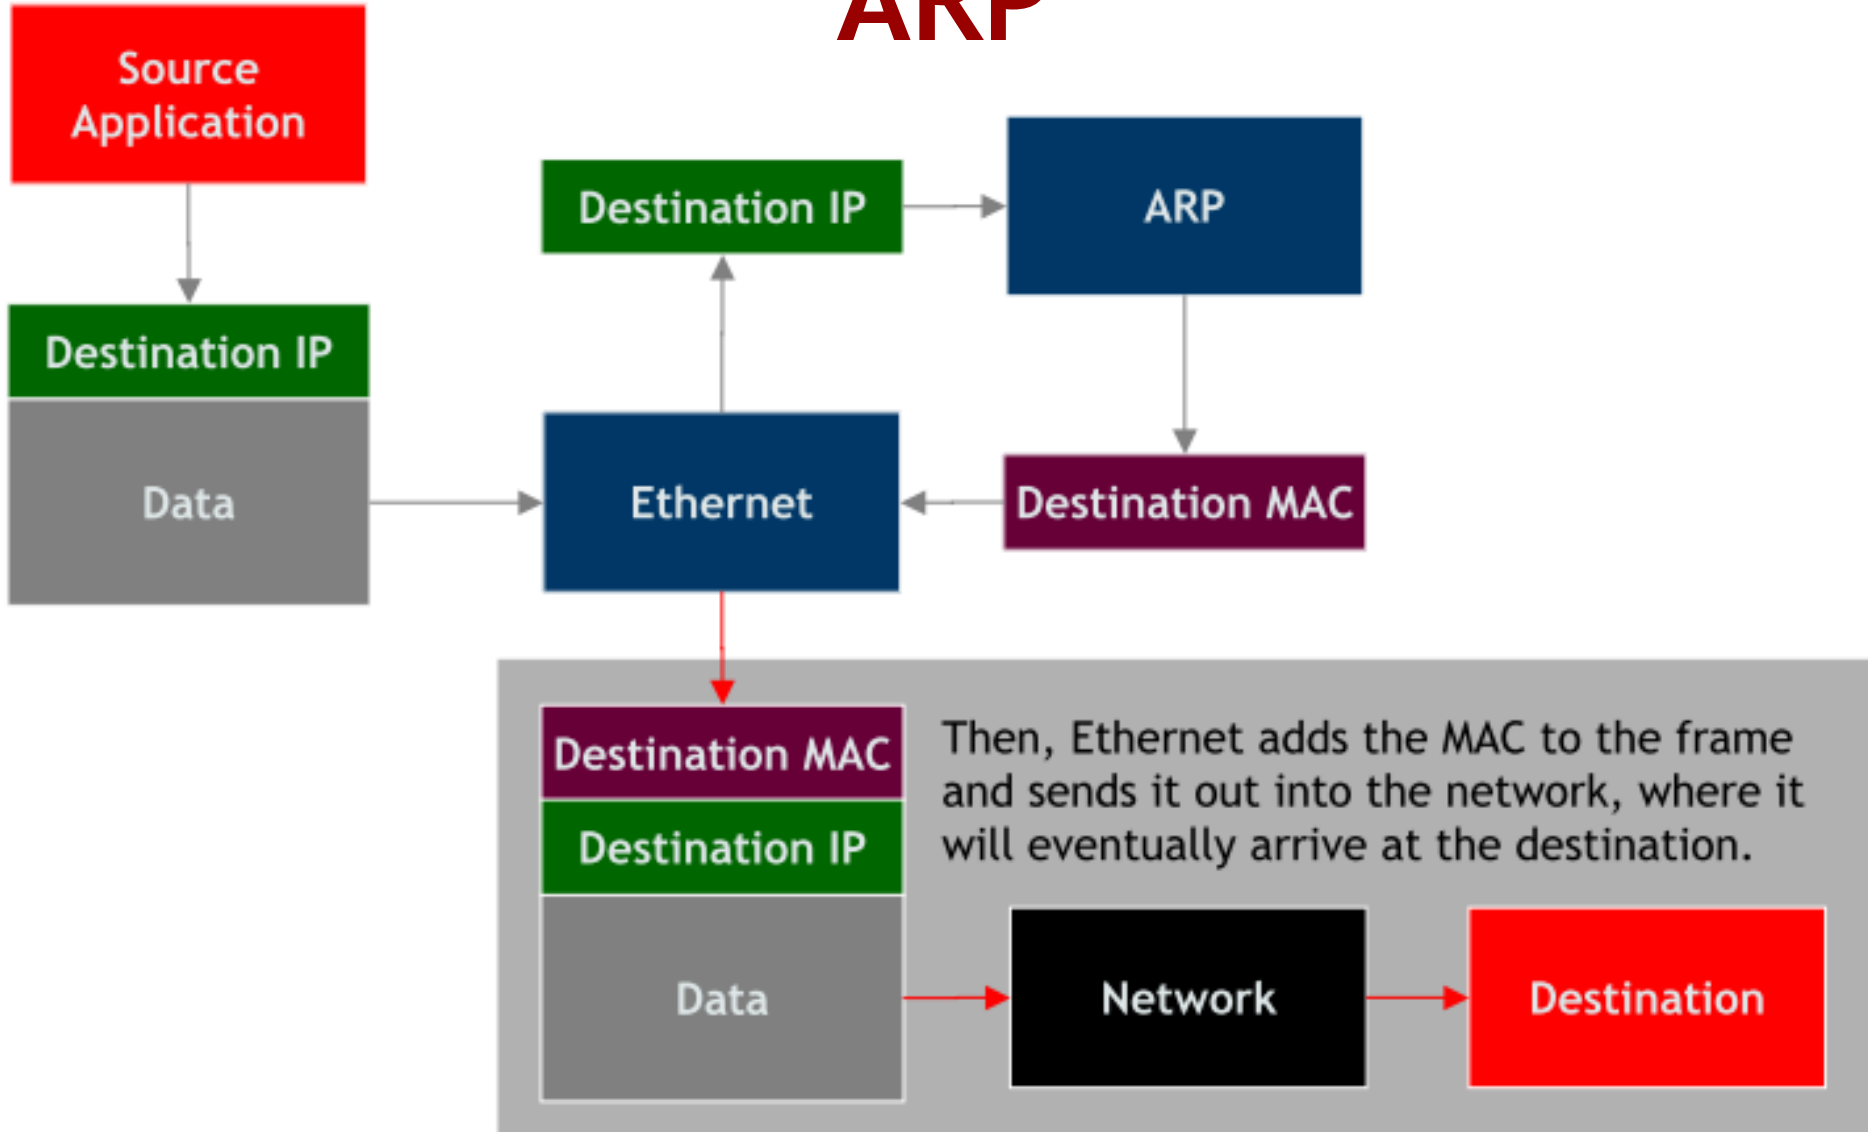 ARP
Source
Application
Destination IP
ARP
Destination IP
Data
Ethernet
Destination MAC
Destination MAC
Destination IP
Data
Then, Ethernet adds the MAC to the frame
and sends it out into the network, where it
will eventually arrive at the destination.
Network
Destination